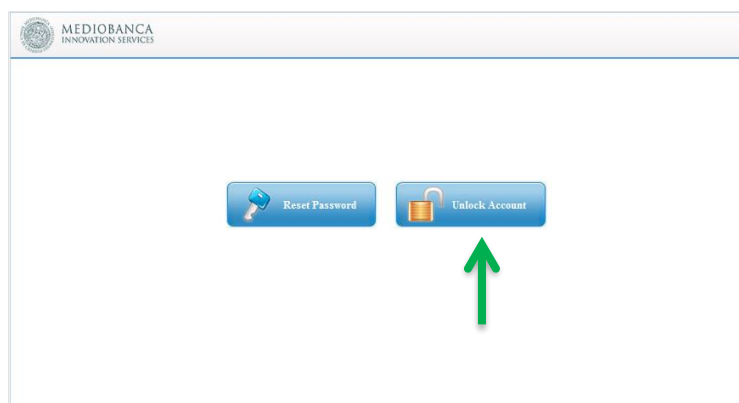 MEDIOBANCA
INNOVATION SERVICES
Reset Password
Unlock Account